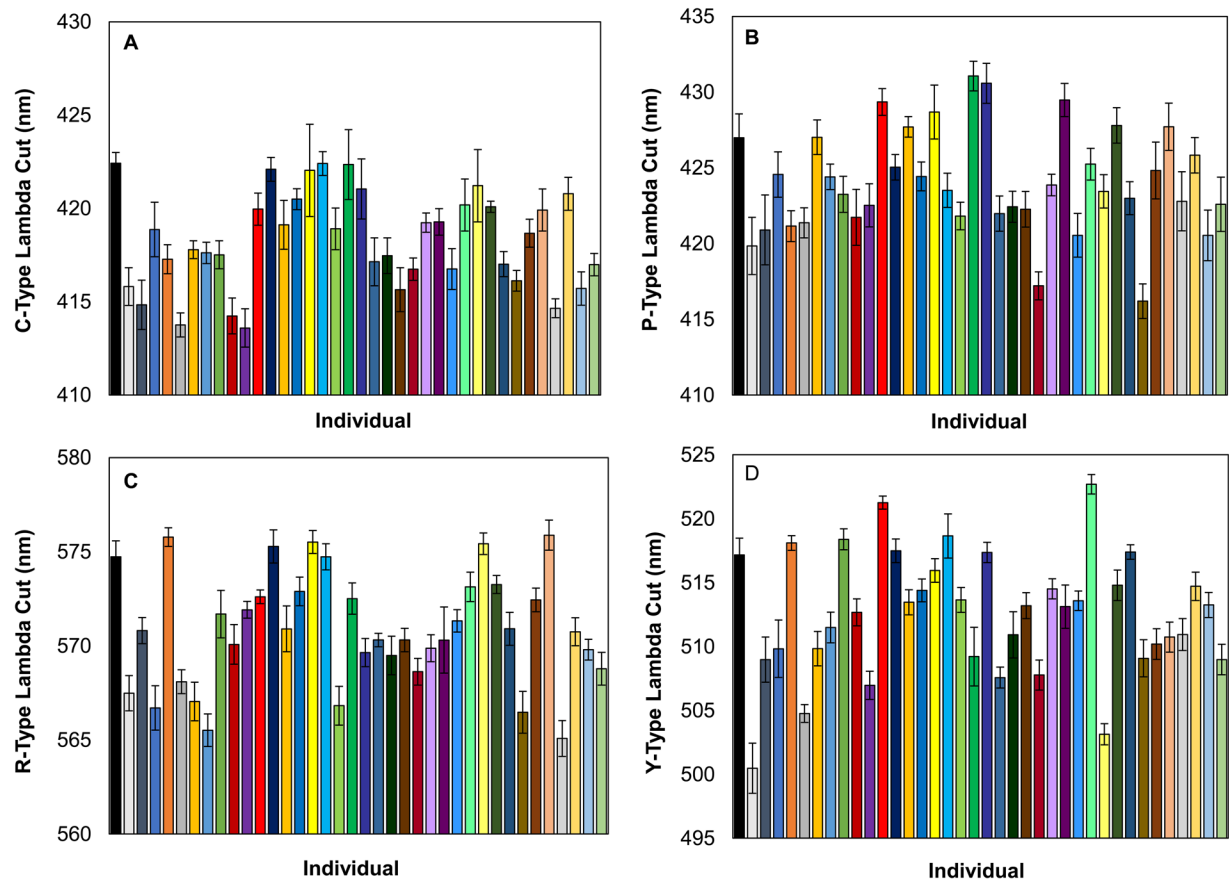 A
C-Type Lambda Cut (nm)
430
425
420
415
410
Individual
B
P-Type Lambda Cut (nm)
435
430
425
420
415
410
Individual
C
R-Type Lambda Cut (nm)
580
575
570
565
560
Individual
D
Y-Type Lambda Cut (nm)
525
520
515
510
505
500
495
Individual